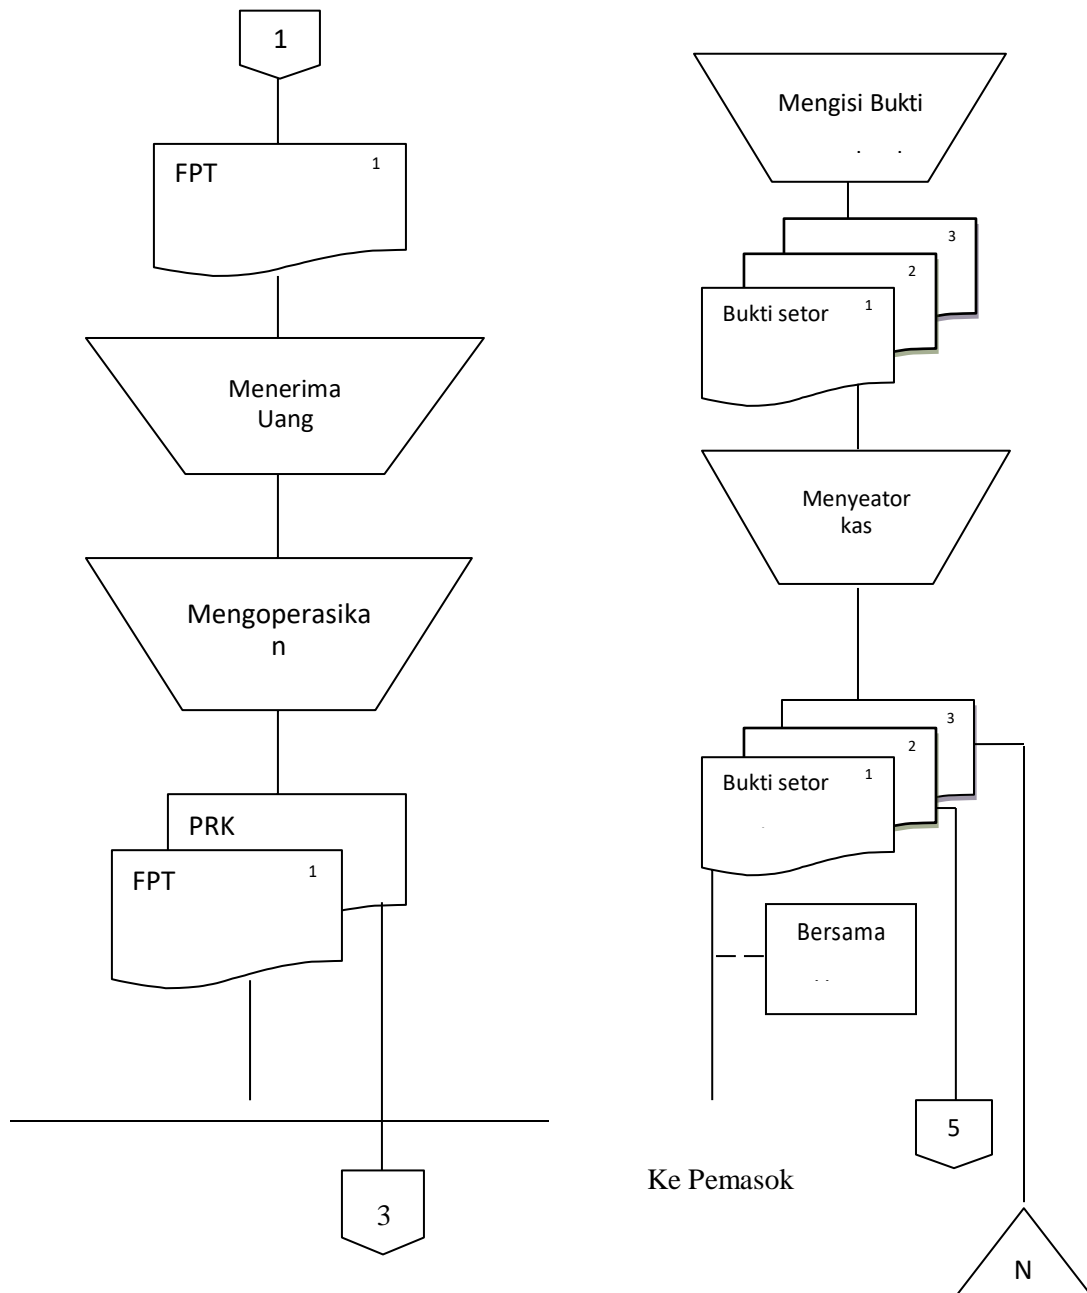 1
FPT 1
Menerima
Uang
Mengoperasika
n
PRK
FPT 1
3
Mengisi Bukti
3
2
Bukti setor 1
Menyeator
kas
3
2
Bukti setor 1
Bersama
5
Ke Pemasok
N